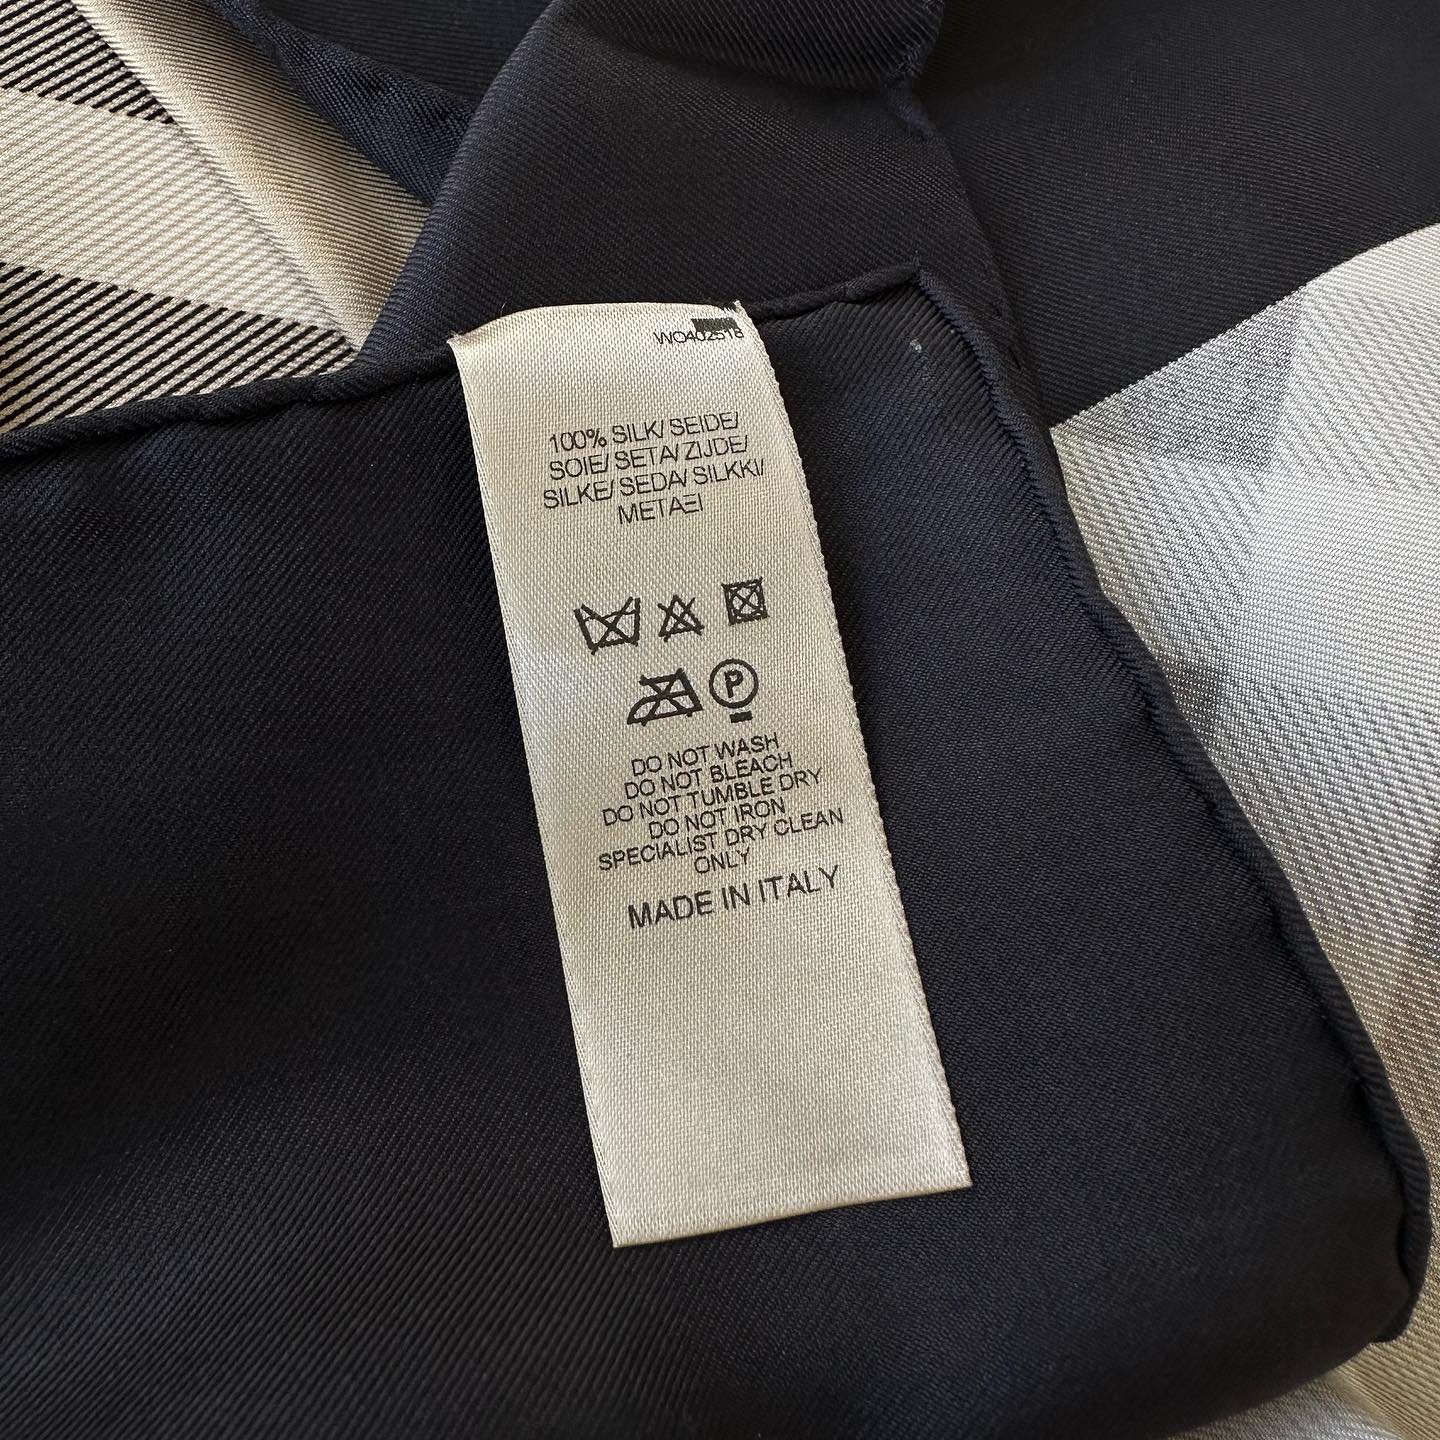 WO402518
100% SILK/ SEIDE/
SOIE/ SETA/ ZIJDE/
SILKE/ SEDA/ SILKKI/
ΜΕΤΑΞΙ
P
DO NOT WASH
DO NOT BLEACH
DO NOT TUMBLE DRY
DO NOT IRON
SPECIALIST DRY CLEAN
ONLY
MADE IN ITALY